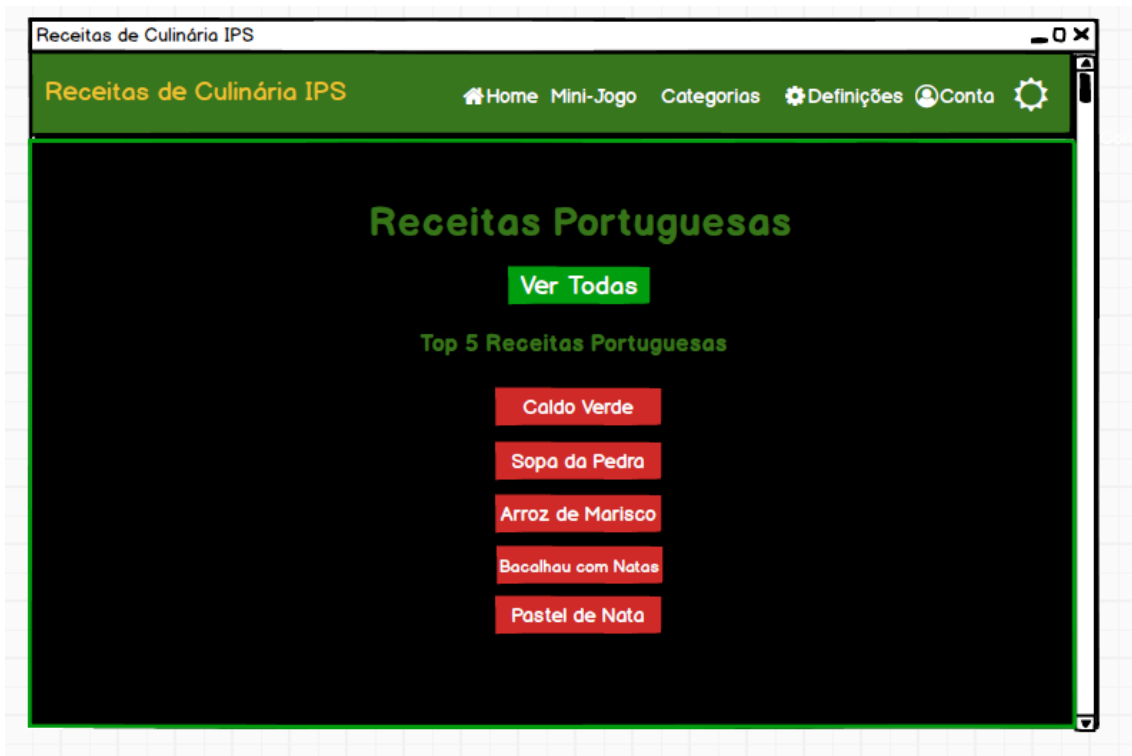 Receitas de Culinária IPS
Receitas de Culinária IPS
Home Mini-Jogo Categorias Definições Conta
Receitas Portuguesas
Ver Todas
Top 5 Receitas Portuguesas
Caldo Verde
Sopa da Pedra
Arroz de Marisco
Bacalhau com Natas
Pastel de Nata